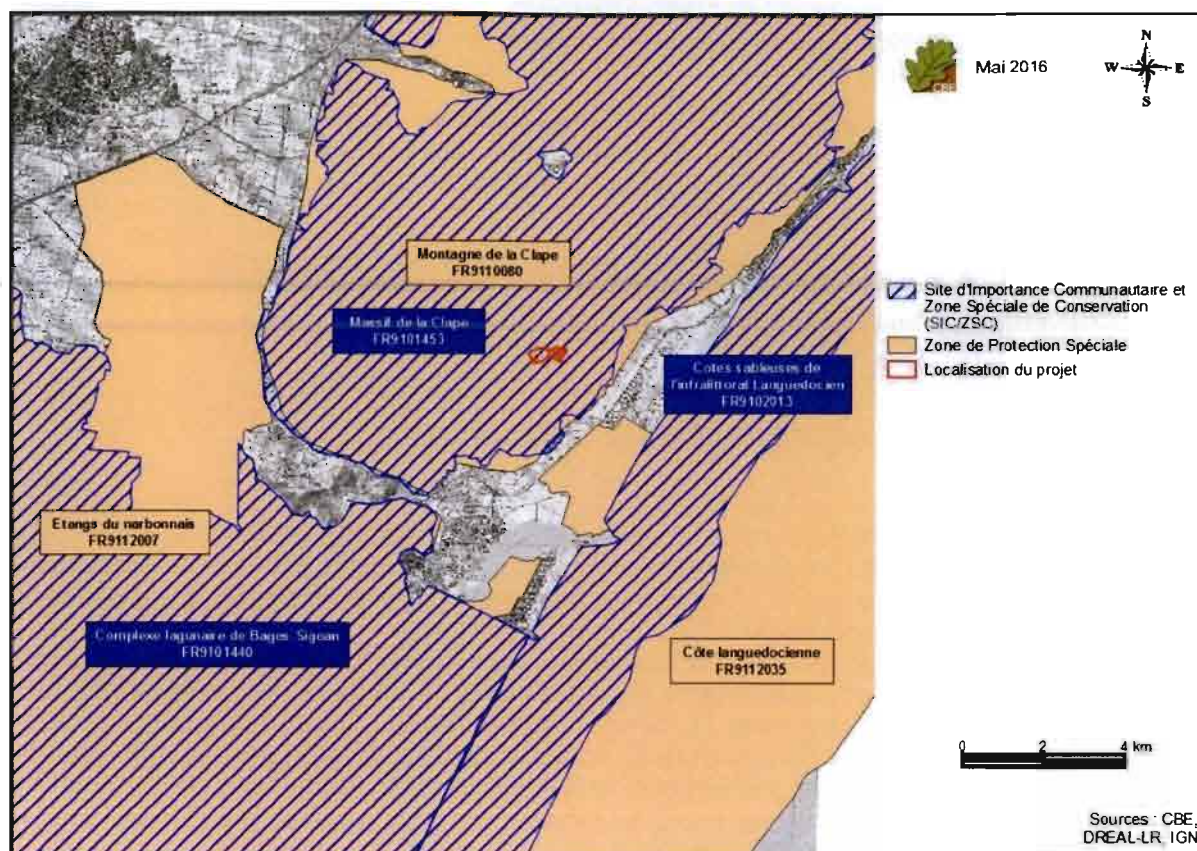 CBE
Mai 2016
N
W
E
S
Montagne de la Clape
FR9110080
Massif de la Clape
FR9101453
Cotes sableuses de
l'infralittoral Languedocien
FR9102013
Etangs du narbonnais
FR9112007
Complexe lagunaire de Bages Sigean
FR9101440
Côte languedocienne
FR9112035
Site d'Importance Communautaire et
Zone Spéciale de Conservation
(SIC/ZSC)
Zone de Protection Spéciale
Localisation du projet
0 2 4 km
Sources : CBE,
DREAL-LR, IGN